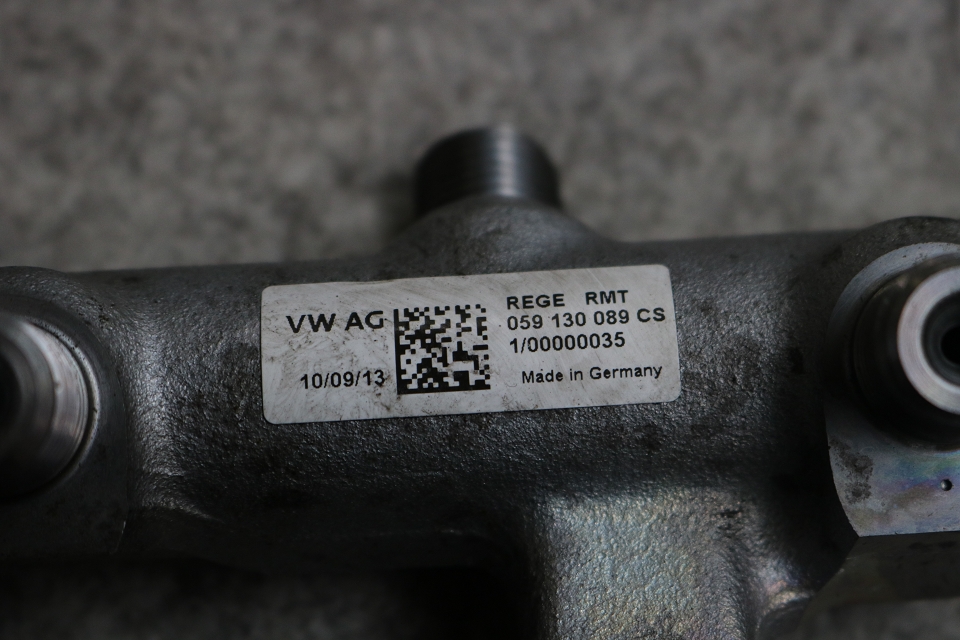 VW AG
10/09/13
REGE RMT
059 130 089 CS
1/00000035
Made in Germany